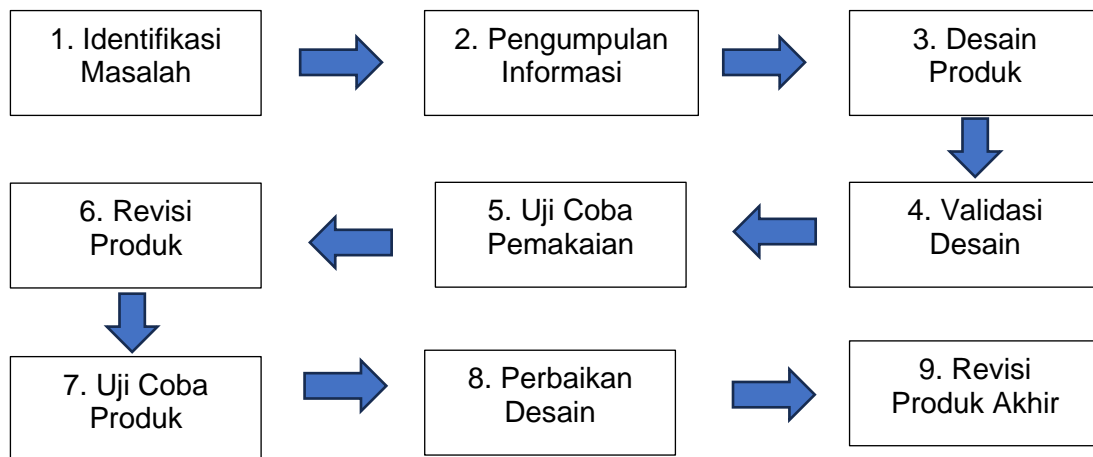 1. Identifikasi
Masalah
2. Pengumpulan
Informasi
3. Desain
Produk
4. Validasi
Desain
5. Uji Coba
Pemakaian
6. Revisi
Produk
7. Uji Coba
Produk
8. Perbaikan
Desain
9. Revisi
Produk Akhir